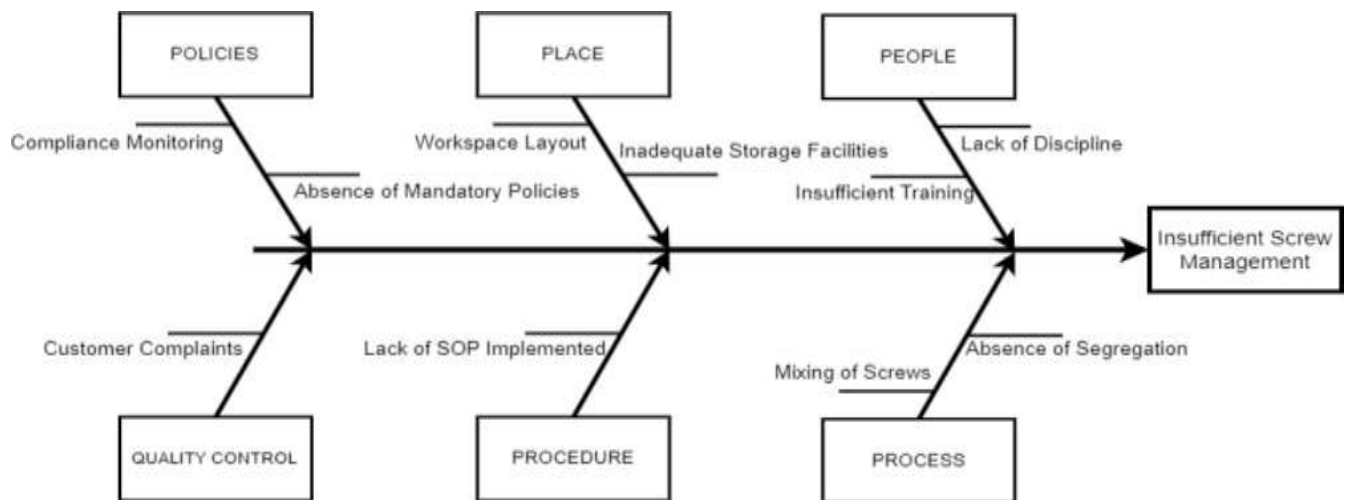 POLICIES
PLACE
PEOPLE
Compliance Monitoring
Workspace Layout
Lack of Discipline
Inadequate Storage Facilities
Absence of Mandatory Policies
Insufficient Training
Insufficient Screw
Management
Customer Complaints
Lack of SOP Implemented
Absence of Segregation
Mixing of Screws
QUALITY CONTROL
PROCEDURE
PROCESS